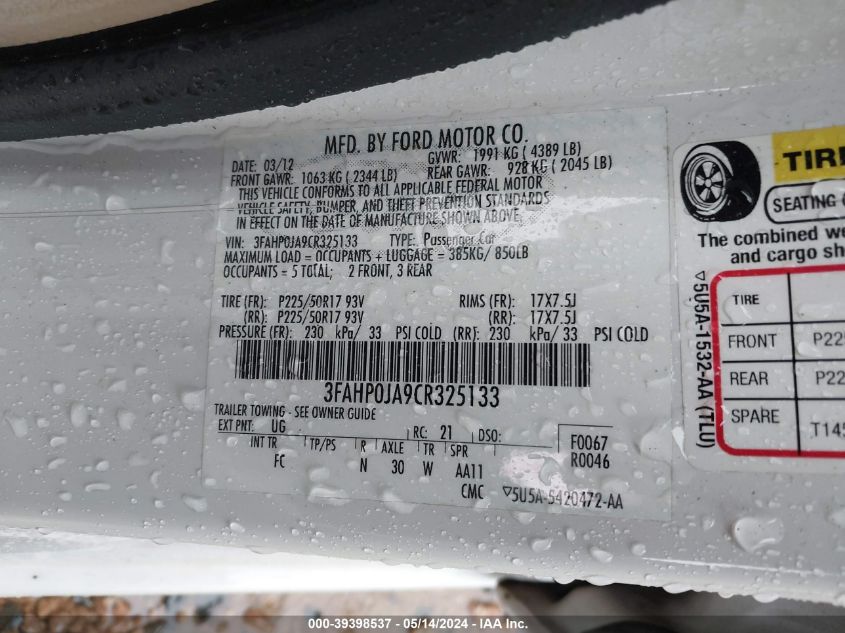 MFD. BY FORD MOTOR CO.
DATE: 03/12 GVWR: 1991 KG ( 4389 LB)
FRONT GAWR: 1063 KG ( 2344 LB) REAR GAWR: 928 KG ( 2045 LB)
THIS VEHICLE CONFORMS TO ALL APPLICABLE FEDERAL MOTOR
VEHICLE SAFETY, BUMPER, AND THEFT PREVENTION STANDARDS
IN EFFECT ON THE DATE OF MANUFACTURE SHOWN ABOVE.
VIN: 3FAHP0JA9CR325133 TYPE: Passenger Car
MAXIMUM LOAD = OCCUPANTS + LUGGAGE = 385KG/ 850LB
OCCUPANTS = 5 TOTAL; 2 FRONT, 3 REAR
TIRE (FR): P225/50R17 93V RIMS (FR): 17X7.5J
(RR): P225/50R17 93V (RR): 17X7.5J
PRESSURE (FR): 230 kPa/ 33 PSI COLD (RR): 230 kPa/ 33 PSI COLD
3FAHP0JA9CR325133
TRAILER TOWING - SEE OWNER GUIDE
EXT PNT: UG RC: 21 DSO: F0067
INT TR TP/PS R AXLE TR SPR R0046
FC N 30 W AA11
CMC 5U5A-5420472-AA
TIRE
SEATING
The combined
and cargo
5U5A-1532-AA (TLU)
TIRE
FRONT
REAR
SPARE
000-39398537 - 05/14/2024 - IAA Inc.